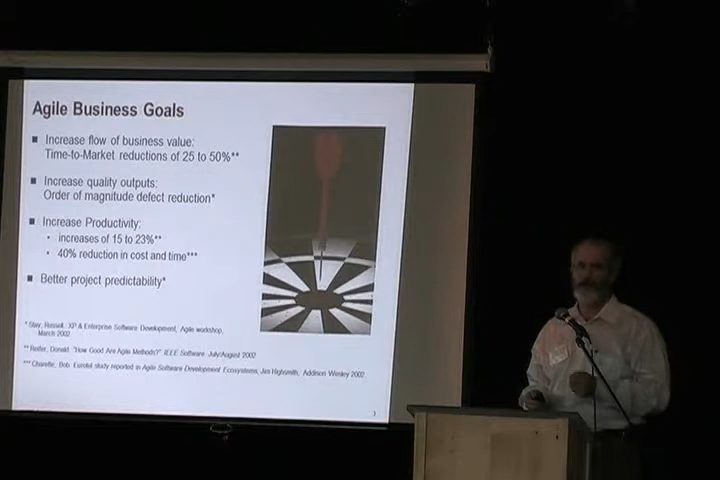 Agile Business Goals
Increase flow of business value:
Time-to-Market reductions of 25 to 50%**
Increase quality outputs:
Order of magnitude defect reduction*
Increase Productivity:
increases of 15 to 23%**
40% reduction in cost and time***
Better project predictability*
* Stay, Russell. XP & Enterprise Software Development, Agile workshop,
March 2002
** Reifer, Donald. "How Good Are Agile Methods?" IEEE Software July/August 2002
*** Charette, Bob. Eurotel study reported in Agile Software Development Ecosystems, Jim Highsmith, Addison Wesley 2002
3